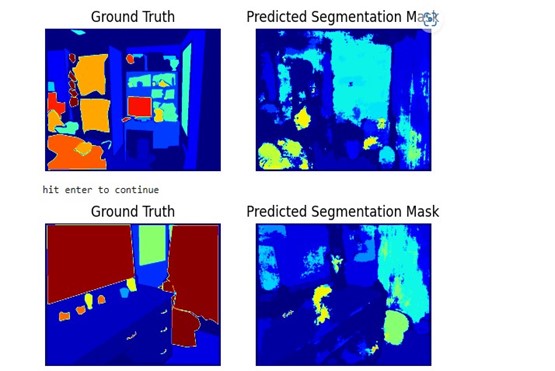 Ground Truth
Predicted Segmentation Mask
hit enter to continue
Ground Truth
Predicted Segmentation Mask